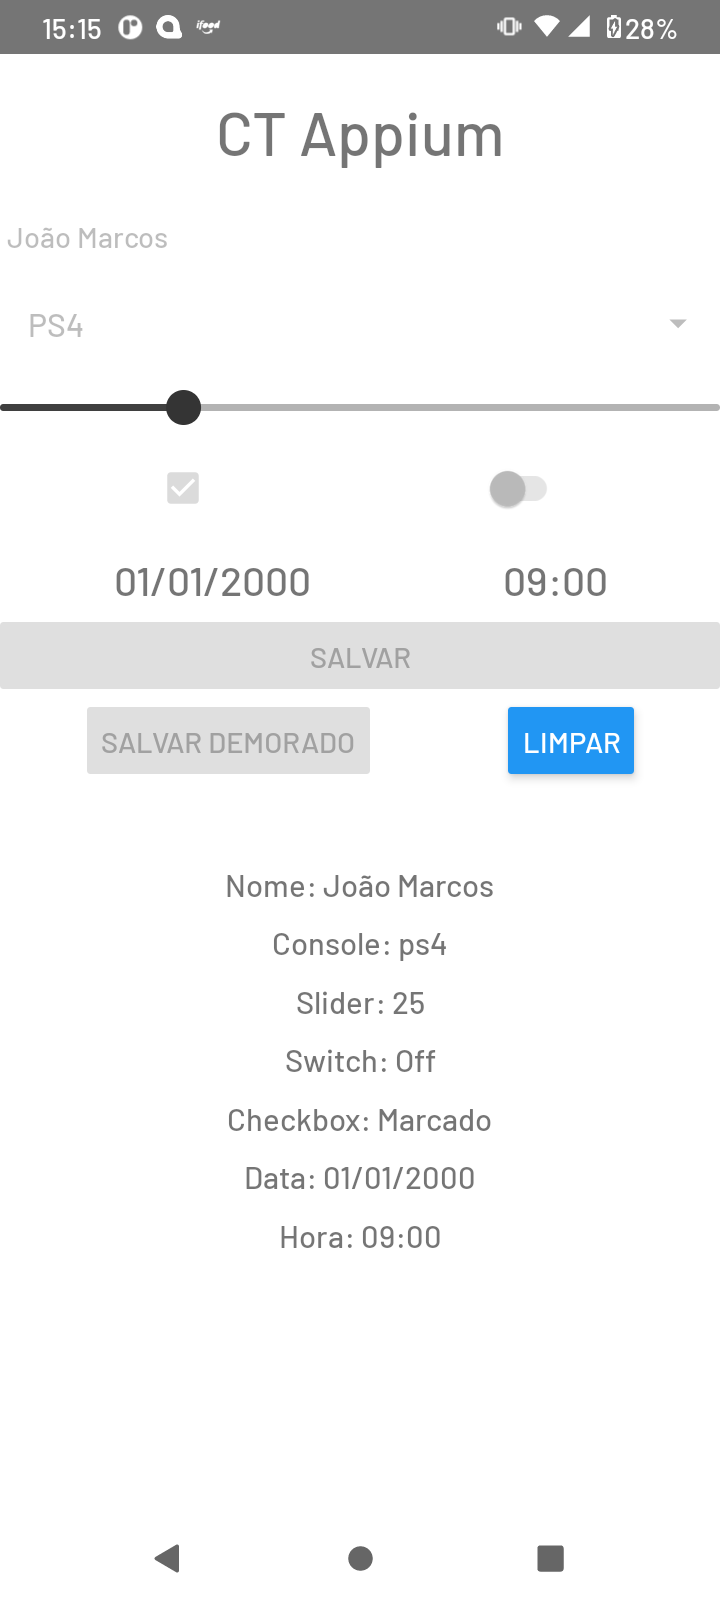 15:15 ifood 28%
CT Appium
João Marcos
PS4
01/01/2000 09:00
SALVAR
SALVAR DEMORADO LIMPAR
Nome: João Marcos
Console: ps4
Slider: 25
Switch: Off
Checkbox: Marcado
Data: 01/01/2000
Hora: 09:00